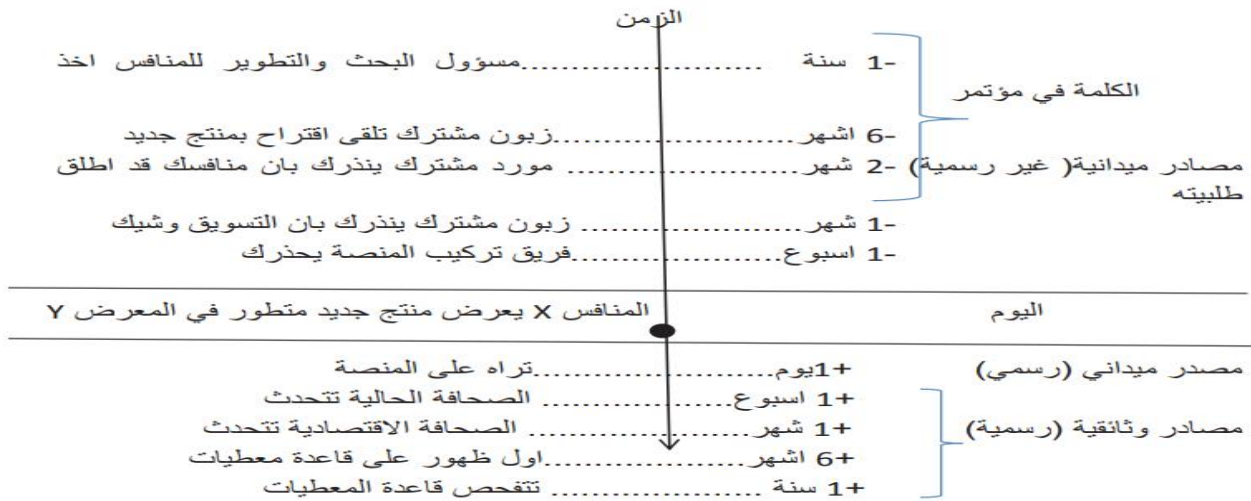 الزمن
-1 سنة ........................مسؤول البحث والتطوير للمنافس اخذ
الكلمة في مؤتمر
-6 اشهر........................زبون مشترك تلقى اقتراح بمنتج جديد
مصادر ميدانية( غير رسمية) -2 شهر..................... مورد مشترك ينذرك بان منافسك قد اطلق
طلبيته
-1 شهر....................... زبون مشترك ينذرك بان التسويق وشيك
-1 اسبوع.....................فريق تركيب المنصة يحذرك
اليوم المنافس X يعرض منتج جديد متطور في المعرض Y
مصدر ميداني (رسمي) +1يوم.......................تراه على المنصة
+1 اسبوع................. الصحافة الحالية تتحدث
مصادر وثائقية (رسمية) +1 شهر.................... الصحافة الاقتصادية تتحدث
+6 اشهر....................اول ظهور على قاعدة معطيات
+1 سنة .................... تتفحص قاعدة المعطيات